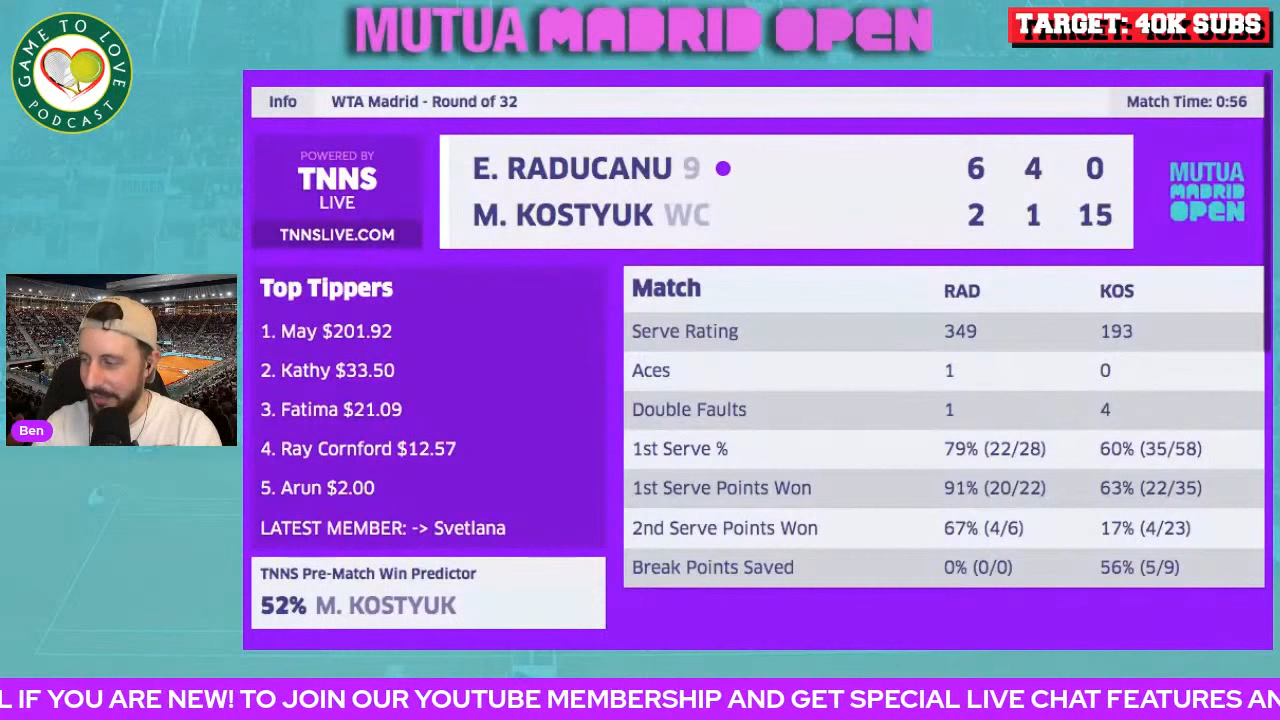 GAME TO LOVE
PODCAST
MUTUA MADRID OPEN
TARGET: 40K SUBS
Info WTA Madrid - Round of 32 Match Time: 0:56
POWERED BY
TNNS
LIVE
TNNSLIVE.COM
E. RADUCANU 9 6 4 0
M. KOSTYUK WC 2 1 15
MUTUA
MADRID
OPEN
Top Tippers
1. May $201.92
2. Kathy $33.50
3. Fatima $21.09
4. Ray Cornford $12.57
5. Arun $2.00
LATEST MEMBER: -> Svetlana
TNNS Pre-Match Win Predictor
52% M. KOSTYUK
Match RAD KOS
Serve Rating 349 193
Aces 1 0
Double Faults 1 4
1st Serve % 79% (22/28) 60% (35/58)
1st Serve Points Won 91% (20/22) 63% (22/35)
2nd Serve Points Won 67% (4/6) 17% (4/23)
Break Points Saved 0% (0/0) 56% (5/9)
Ben
L IF YOU ARE NEW! TO JOIN OUR YOUTUBE MEMBERSHIP AND GET SPECIAL LIVE CHAT FEATURES AN